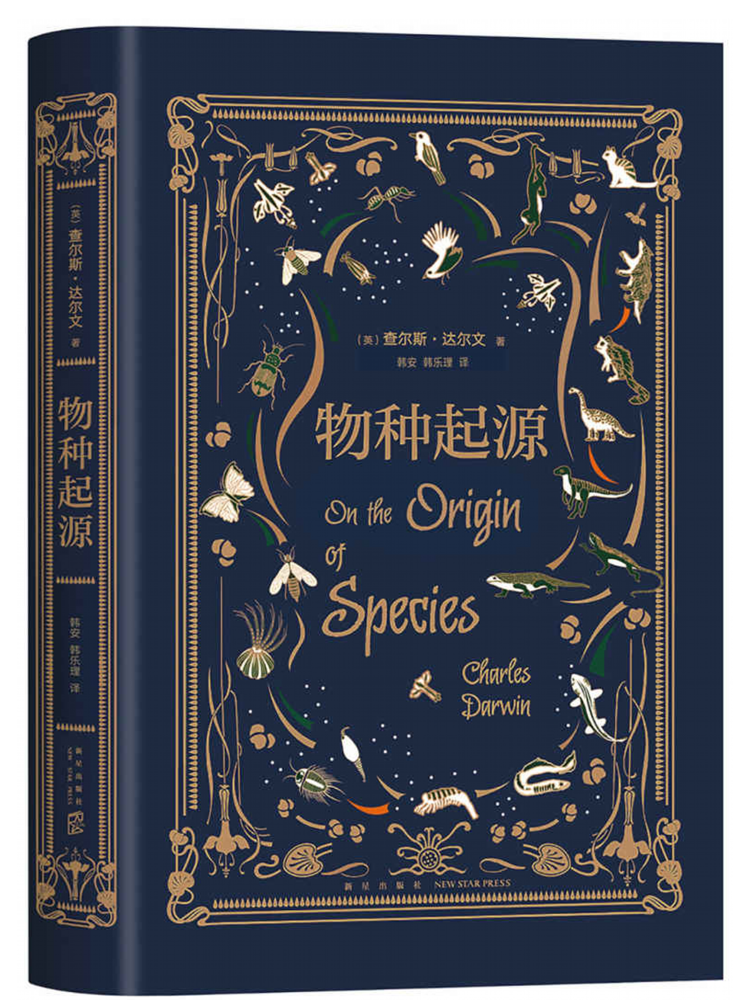 (英) 查尔斯·达尔文 著
物种起源
韩安 韩乐理 译
新星出版社
NEW STAR PRESS
(英) 查尔斯·达尔文 著
韩安 韩乐理 译
物种起源
On the Origin
of
Species
Charles
Darwin
新星出版社 NEW STAR PRESS